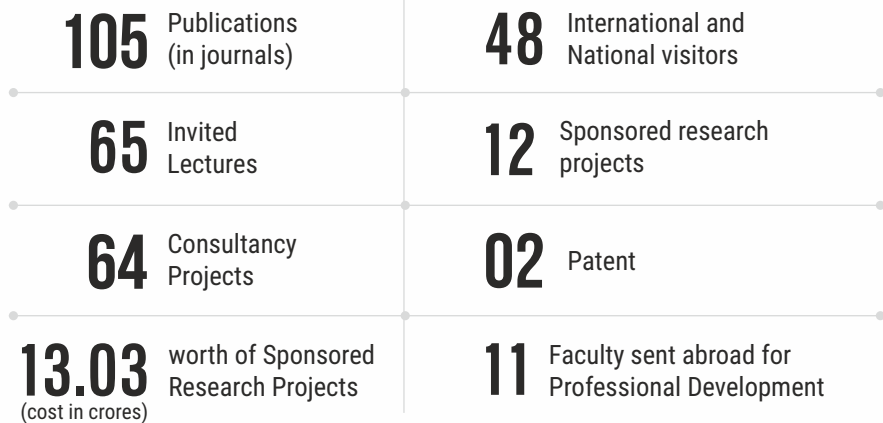 105 Publications
(in journals)
48 International and
National visitors
65 Invited
Lectures
12 Sponsored research
projects
64 Consultancy
Projects
02 Patent
13.03 worth of Sponsored
Research Projects
(cost in crores)
11 Faculty sent abroad for
Professional Development